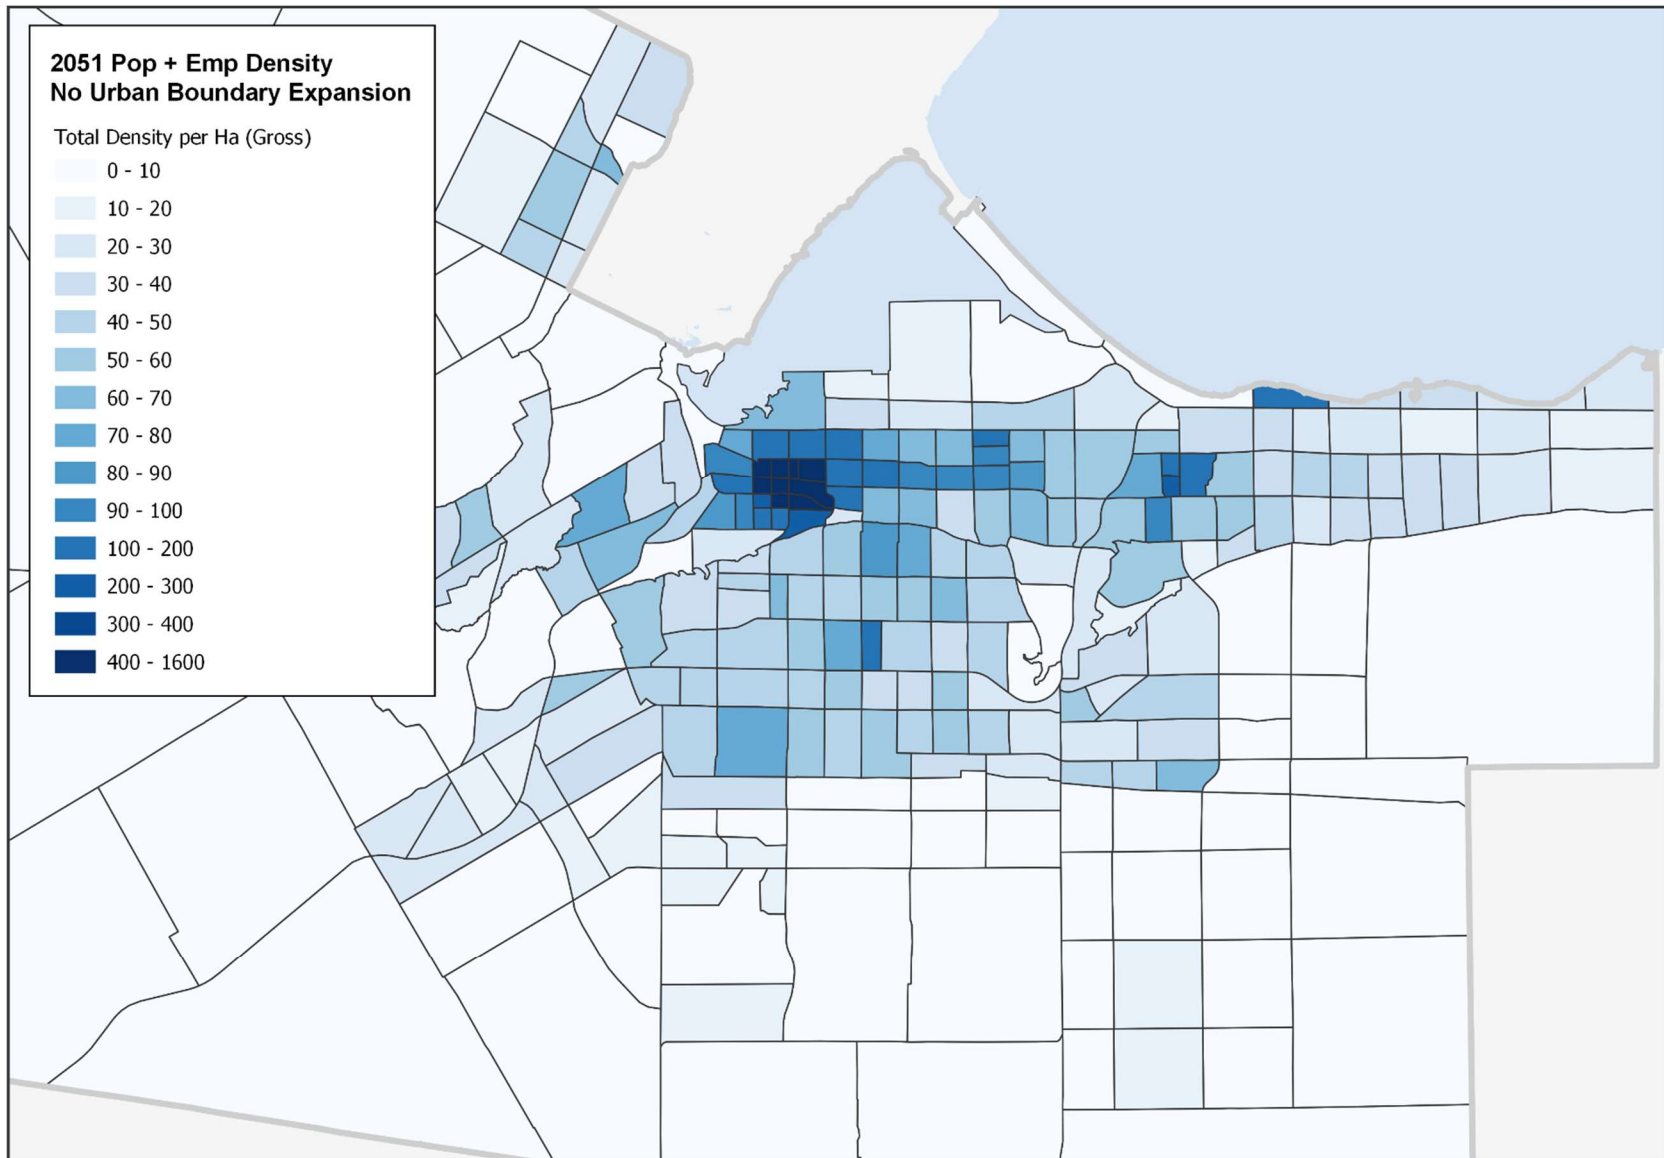 2051 Pop + Emp Density
No Urban Boundary Expansion
Total Density per Ha (Gross)
0 - 10
10 - 20
20 - 30
30 - 40
40 - 50
50 - 60
60 - 70
70 - 80
80 - 90
90 - 100
100 - 200
200 - 300
300 - 400
400 - 1600